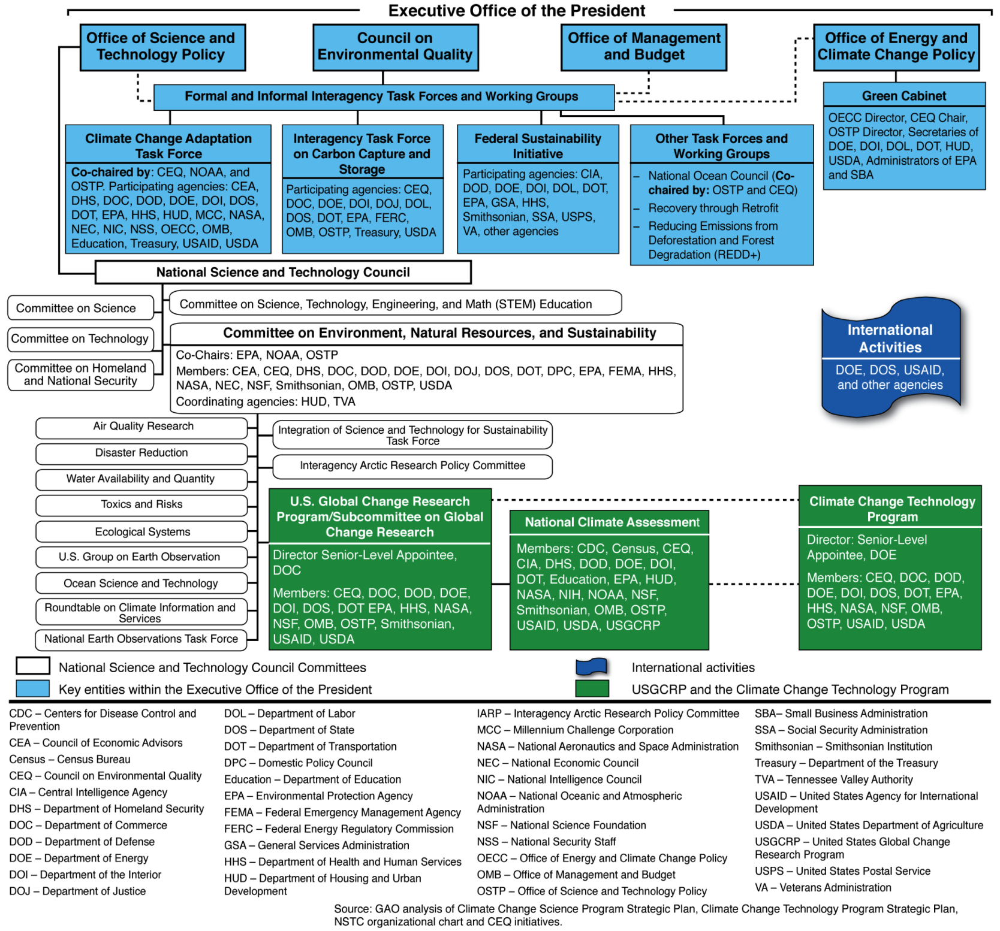 Executive Office of the President
Office of Science and
Technology Policy
Council on
Environmental Quality
Office of Management
and Budget
Office of Energy and
Climate Change Policy
Formal and Informal Interagency Task Forces and Working Groups
Green Cabinet
OECC Director, CEQ Chair,
OSTP Director, Secretaries of
DOE, DOI, DOL, DOT, HUD,
USDA, Administrators of EPA
and SBA
Climate Change Adaptation
Task Force
Co-chaired by: CEQ, NOAA, and
OSTP. Participating agencies: CEA,
DHS, DOC, DOD, DOE, DOI, DOS,
DOT, EPA, HHS, HUD, MCC, NASA,
NEC, NIC, NSS, OECC, OMB,
Education, Treasury, USAID, USDA
Interagency Task Force
on Carbon Capture and
Storage
Participating agencies: CEQ,
DOC, DOE, DOI, DOJ, DOL,
DOS, DOT, EPA, FERC,
OMB, OSTP, Treasury, USDA
Federal Sustainability
Initiative
Participating agencies: CIA,
DOD, DOE, DOI, DOL, DOT,
EPA, GSA, HHS,
Smithsonian, SSA, USPS,
VA, other agencies
Other Task Forces and
Working Groups
– National Ocean Council (Co-
chaired by: OSTP and CEQ)
– Recovery through Retrofit
– Reducing Emissions from
Deforestation and Forest
Degradation (REDD+)
National Science and Technology Council
Committee on Science
Committee on Technology
Committee on Homeland
and National Security
Committee on Science, Technology, Engineering, and Math (STEM) Education
Committee on Environment, Natural Resources, and Sustainability
Co-Chairs: EPA, NOAA, OSTP
Members: CEA, CEQ, DHS, DOC, DOD, DOE, DOI, DOJ, DOS, DOT, DPC, EPA, FEMA, HHS,
NASA, NEC, NSF, Smithsonian, OMB, OSTP, USDA
Coordinating agencies: HUD, TVA
International
Activities
DOE, DOS, USAID,
and other agencies
Air Quality Research
Disaster Reduction
Water Availability and Quantity
Toxics and Risks
Ecological Systems
U.S. Group on Earth Observation
Ocean Science and Technology
Roundtable on Climate Information and
Services
National Earth Observations Task Force
Integration of Science and Technology for Sustainability
Task Force
Interagency Arctic Research Policy Committee
U.S. Global Change Research
Program/Subcommittee on Global
Change Research
Director Senior-Level Appointee,
DOC
Members: CEQ, DOC, DOD, DOE,
DOI, DOS, DOT EPA, HHS, NASA,
NSF, OMB, OSTP, Smithsonian,
USAID, USDA
National Climate Assessment
Members: CDC, Census, CEQ,
CIA, DHS, DOD, DOE, DOI,
DOT, Education, EPA, HUD,
NASA, NIH, NOAA, NSF,
Smithsonian, OMB, OSTP,
USAID, USDA, USGCRP
Climate Change Technology
Program
Director: Senior-Level
Appointee, DOE
Members: CEQ, DOC, DOD,
DOE, DOI, DOS, DOT, EPA,
HHS, NASA, NSF, OMB,
OSTP, USAID, USDA
National Science and Technology Council Committees
Key entities within the Executive Office of the President
International activities
USGCRP and the Climate Change Technology Program
CDC – Centers for Disease Control and
Prevention
CEA – Council of Economic Advisors
Census – Census Bureau
CEQ – Council on Environmental Quality
CIA – Central Intelligence Agency
DHS – Department of Homeland Security
DOC – Department of Commerce
DOD – Department of Defense
DOE – Department of Energy
DOI – Department of the Interior
DOJ – Department of Justice
DOL – Department of Labor
DOS – Department of State
DOT – Department of Transportation
DPC – Domestic Policy Council
Education – Department of Education
EPA – Environmental Protection Agency
FEMA – Federal Emergency Management Agency
FERC – Federal Energy Regulatory Commission
GSA – General Services Administration
HHS – Department of Health and Human Services
HUD – Department of Housing and Urban
Development
IARP – Interagency Arctic Research Policy Committee
MCC – Millennium Challenge Corporation
NASA – National Aeronautics and Space Administration
NEC – National Economic Council
NIC – National Intelligence Council
NOAA – National Oceanic and Atmospheric
Administration
NSF – National Science Foundation
NSS – National Security Staff
OECC – Office of Energy and Climate Change Policy
OMB – Office of Management and Budget
OSTP – Office of Science and Technology Policy
SBA– Small Business Administration
SSA – Social Security Administration
Smithsonian – Smithsonian Institution
Treasury – Department of the Treasury
TVA – Tennessee Valley Authority
USAID – United States Agency for International
Development
USDA – United States Department of Agriculture
USGCRP – United States Global Change
Research Program
USPS – United States Postal Service
VA – Veterans Administration
Source: GAO analysis of Climate Change Science Program Strategic Plan, Climate Change Technology Program Strategic Plan,
NSTC organizational chart and CEQ initiatives.